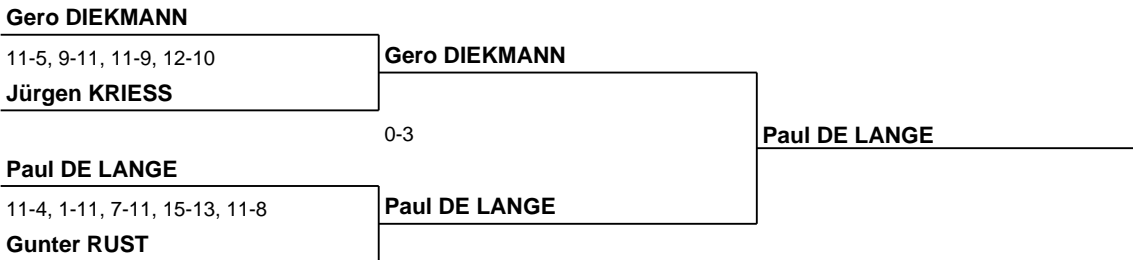 Gero DIEKMANN
11-5, 9-11, 11-9, 12-10
Gero DIEKMANN
Jürgen KRIESS
0-3
Paul DE LANGE
Paul DE LANGE
11-4, 1-11, 7-11, 15-13, 11-8
Paul DE LANGE
Gunter RUST